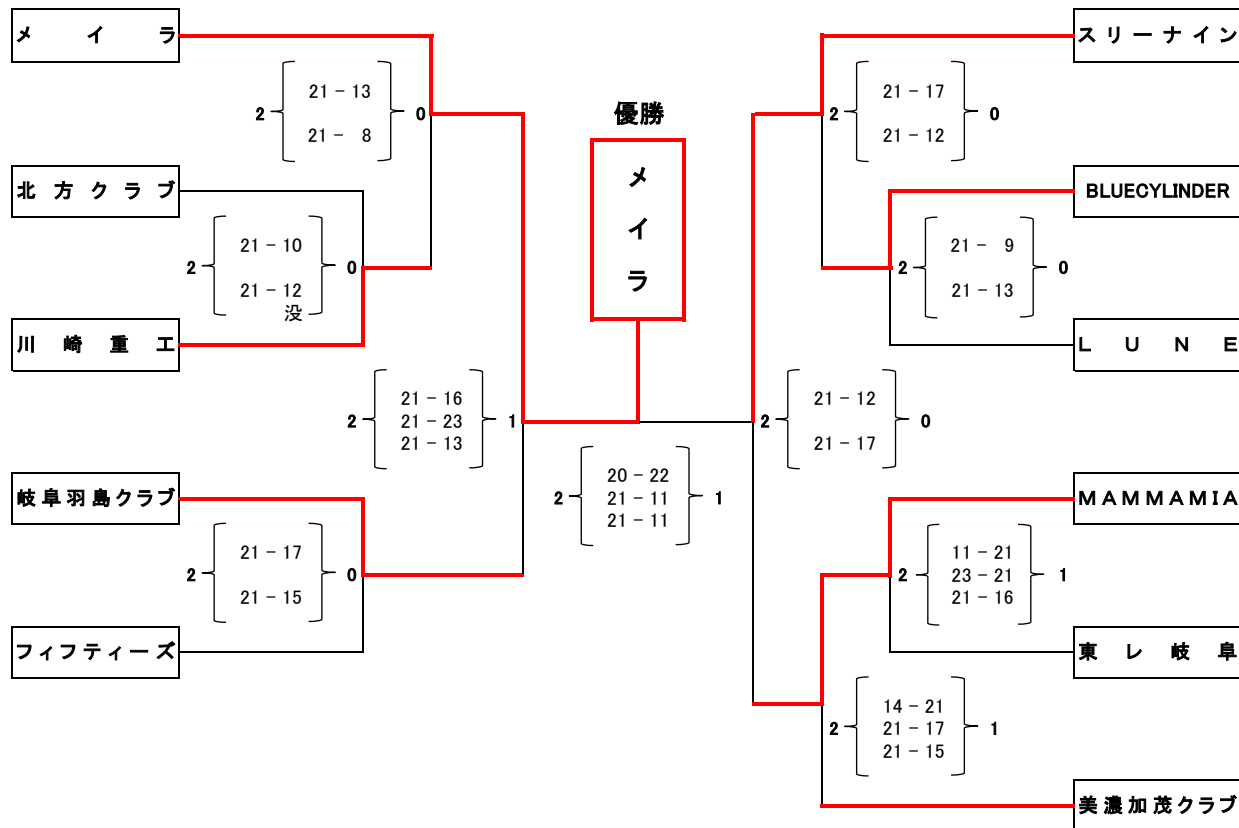 メイラ
2 21 − 13 0
21 − 8
北方クラブ
2 21 − 10 0
21 − 12
没
川崎重工
2 21 − 16 1
21 − 23
21 − 13
岐阜羽島クラブ
2 21 − 17 0
21 − 15
フィフティーズ
優勝
メイラ
2 20 − 22 1
21 − 11
21 − 11
スリーナイン
2 21 − 17 0
21 − 12
BLUECYLINDER
2 21 − 9 0
21 − 13
ＬＵＮＥ
2 21 − 12 0
21 − 17
ＭＡＭＭＡＭＩＡ
2 11 − 21 1
23 − 21
21 − 16
東レ岐阜
2 14 − 21 1
21 − 17
21 − 15
美濃加茂クラブ